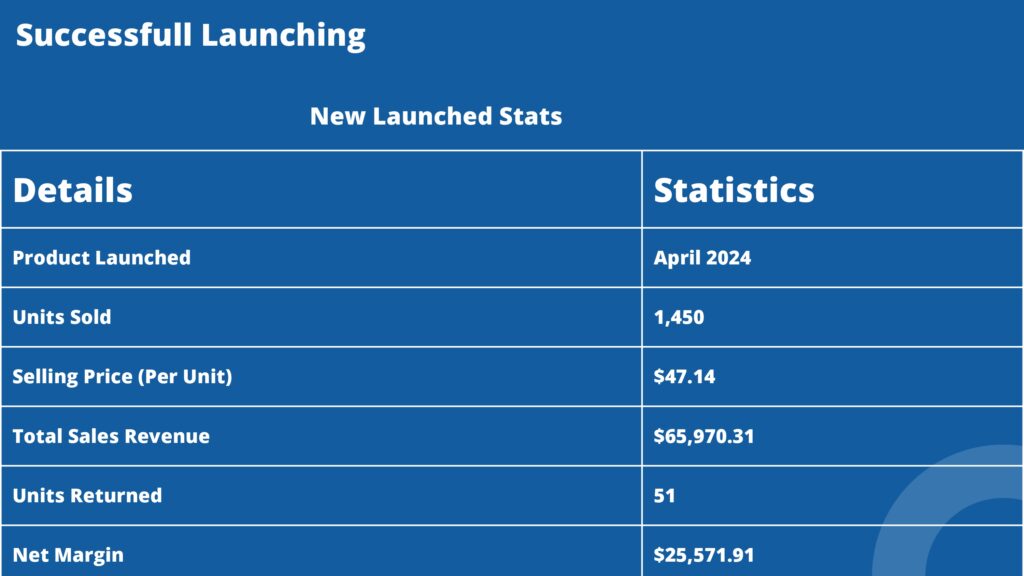 Successfull Launching
New Launched Stats
Details Statistics
Product Launched April 2024
Units Sold 1,450
Selling Price (Per Unit) $47.14
Total Sales Revenue $65,970.31
Units Returned 51
Net Margin $25,571.91